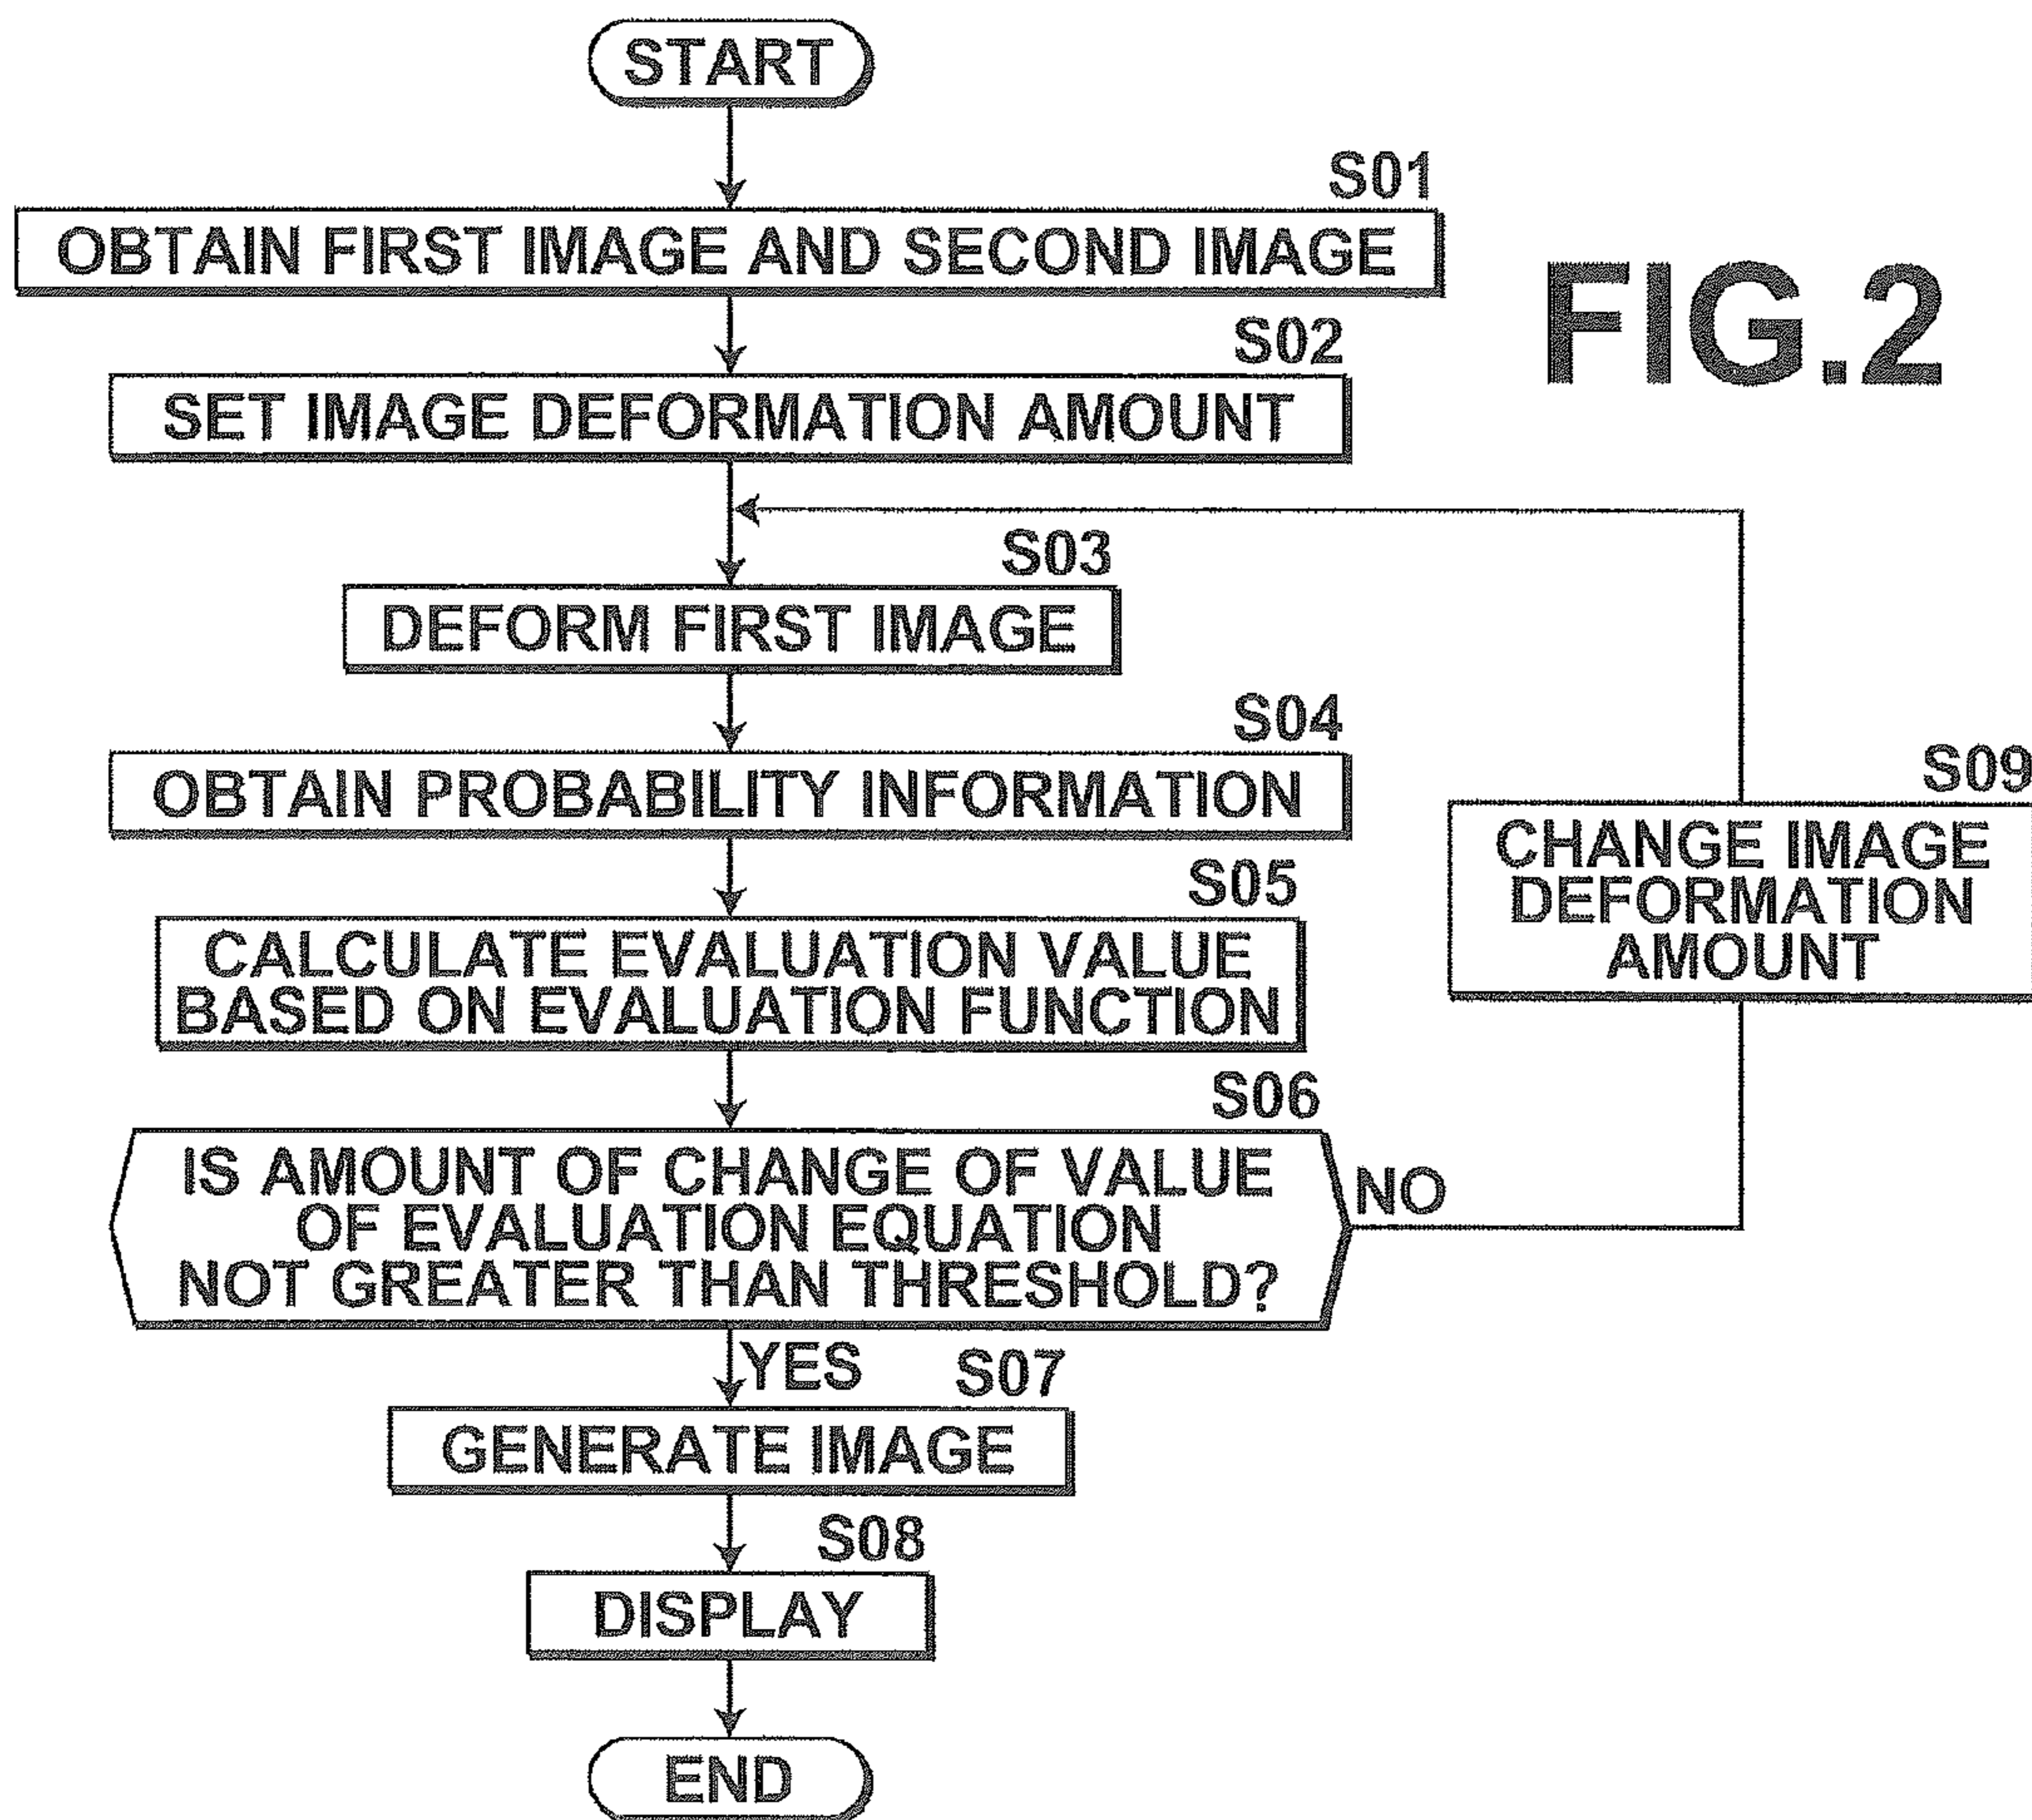 START
S01
OBTAIN FIRST IMAGE AND SECOND IMAGE
FIG.2
S02
SET IMAGE DEFORMATION AMOUNT
S03
DEFORM FIRST IMAGE
S04
OBTAIN PROBABILITY INFORMATION
S09
CHANGE IMAGE
DEFORMATION
AMOUNT
S05
CALCULATE EVALUATION VALUE
BASED ON EVALUATION FUNCTION
S06
IS AMOUNT OF CHANGE OF VALUE
OF EVALUATION EQUATION
NOT GREATER THAN THRESHOLD?
NO
YES
S07
GENERATE IMAGE
S08
DISPLAY
END